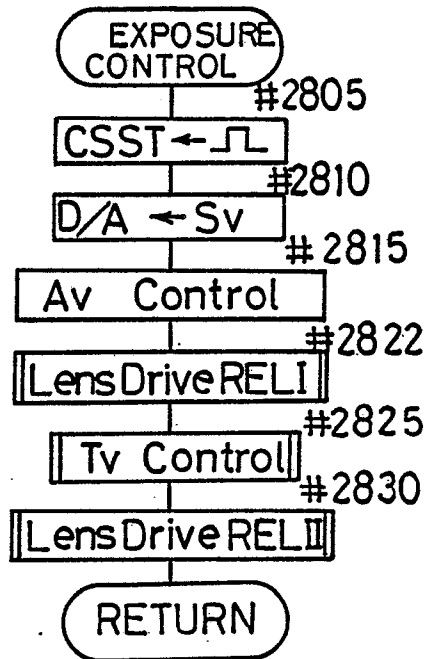 EXPOSURE
CONTROL
#2805
CSST←⎍
#2810
D/A ← Sv
#2815
Av Control
#2822
Lens Drive RELI
#2825
Tv Control
#2830
Lens Drive RELII
RETURN